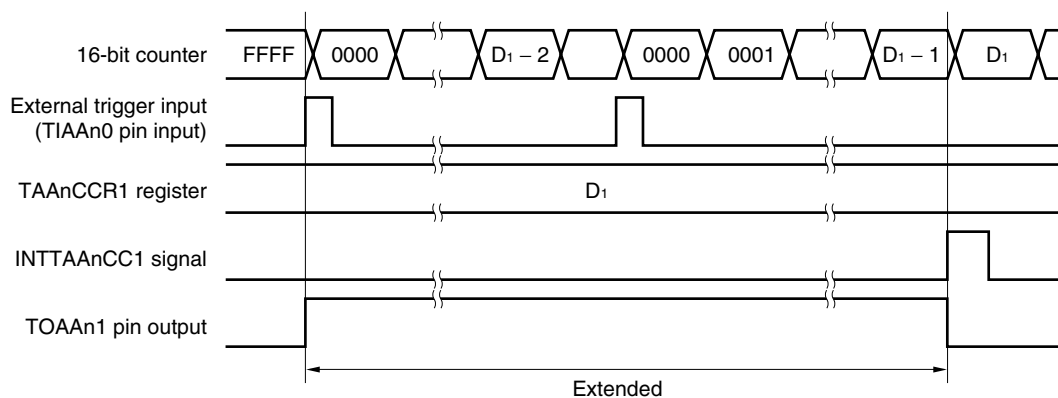 16-bit counter FFFF 0000 D₁ – 2 0000 0001 D₁ – 1 D₁
External trigger input
(TIAAn0 pin input)
TAAnCCR1 register D₁
INTTAAnCC1 signal
TOAAn1 pin output
Extended